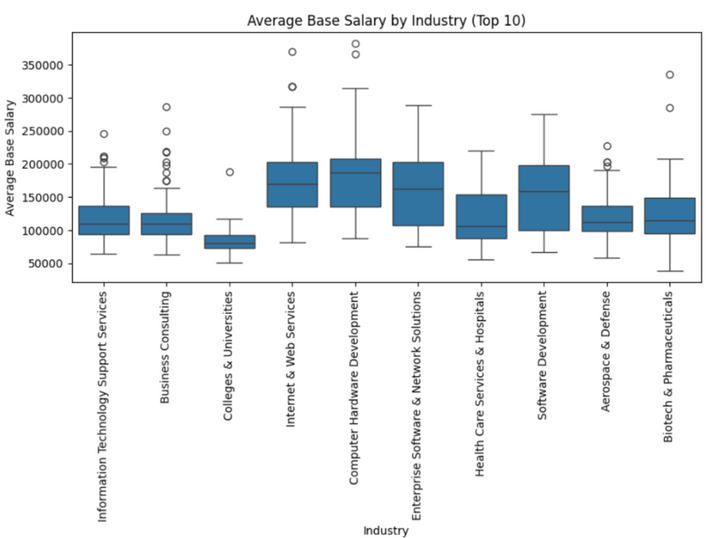 Average Base Salary by Industry (Top 10)
Average Base Salary
350000
300000
250000
200000
150000
100000
50000
Information Technology Support Services
Business Consulting
Colleges & Universities
Internet & Web Services
Computer Hardware Development
Enterprise Software & Network Solutions
Health Care Services & Hospitals
Software Development
Aerospace & Defense
Biotech & Pharmaceuticals
Industry